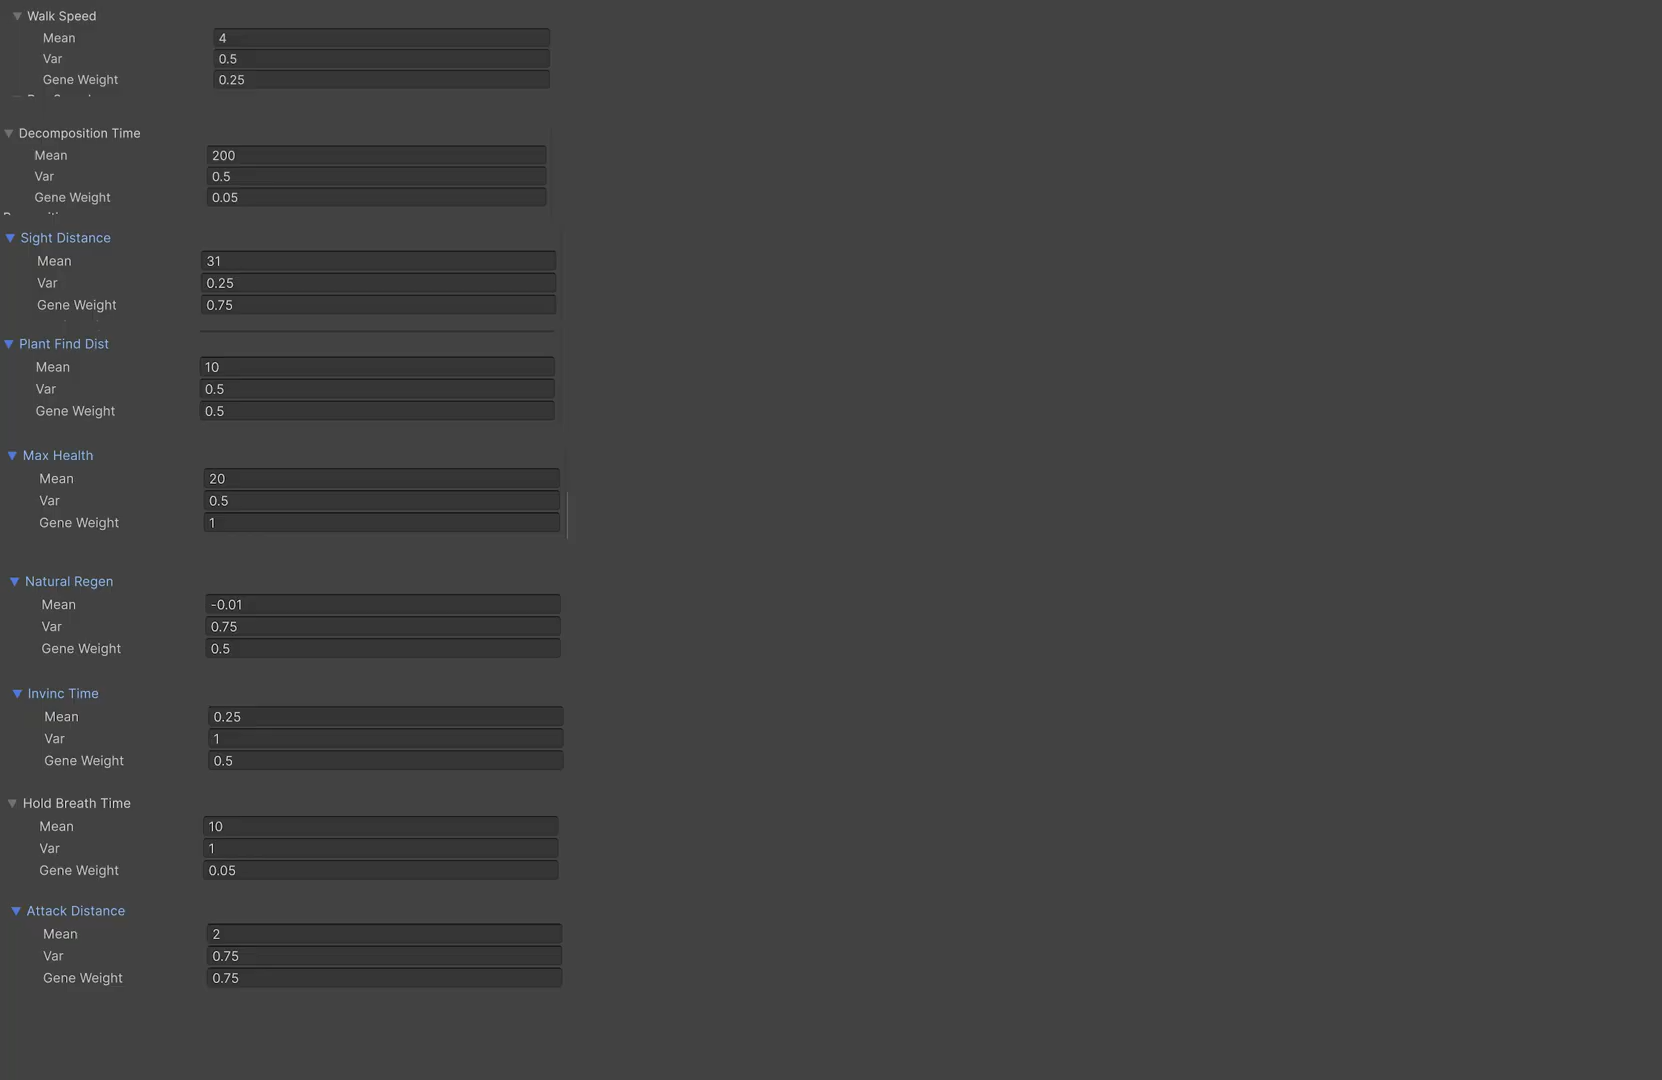 Walk Speed
Mean 4
Var 0.5
Gene Weight 0.25
Decomposition Time
Mean 200
Var 0.5
Gene Weight 0.05
Sight Distance
Mean 31
Var 0.25
Gene Weight 0.75
Plant Find Dist
Mean 10
Var 0.5
Gene Weight 0.5
Max Health
Mean 20
Var 0.5
Gene Weight 1
Natural Regen
Mean -0.01
Var 0.75
Gene Weight 0.5
Invinc Time
Mean 0.25
Var 1
Gene Weight 0.5
Hold Breath Time
Mean 10
Var 1
Gene Weight 0.05
Attack Distance
Mean 2
Var 0.75
Gene Weight 0.75